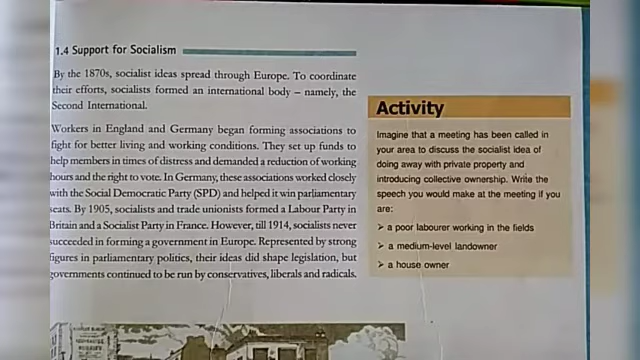 1.4 Support for Socialism
By the 1870s, socialist ideas spread through Europe. To coordinate
their efforts, socialists formed an international body – namely, the
Second International.
Workers in England and Germany began forming associations to
fight for better living and working conditions. They set up funds to
help members in times of distress and demanded a reduction of working
hours and the right to vote. In Germany, these associations worked closely
with the Social Democratic Party (SPD) and helped it win parliamentary
seats. By 1905, socialists and trade unionists formed a Labour Party in
Britain and a Socialist Party in France. However, till 1914, socialists never
succeeded in forming a government in Europe. Represented by strong
figures in parliamentary politics, their ideas did shape legislation, but
governments continued to be run by conservatives, liberals and radicals.
Activity
Imagine that a meeting has been called in
your area to discuss the socialist idea of
doing away with private property and
introducing collective ownership. Write the
speech you would make at the meeting if you
are:
➢ a poor labourer working in the fields
➢ a medium-level landowner
➢ a house owner